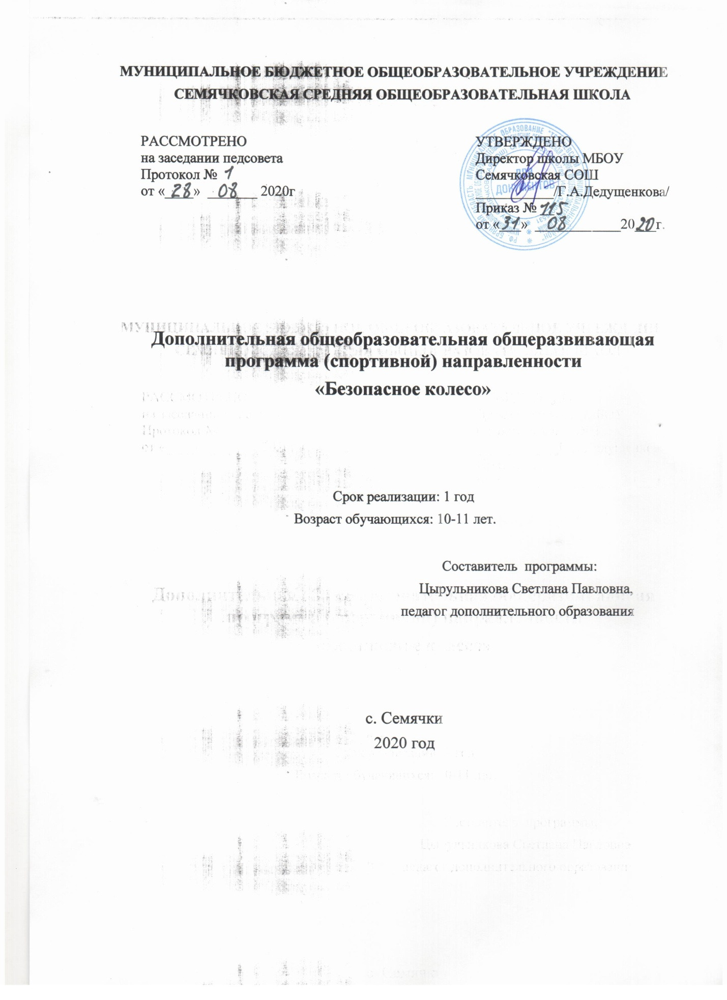 МУНИЦИПАЛЬНОЕ БЮДЖЕТНОЕ ОБЩЕОБРАЗОВАТЕЛЬНОЕ УЧРЕЖДЕНИЕ
СЕМЯЧКОВСКАЯ СРЕДНЯЯ ОБЩЕОБРАЗОВАТЕЛЬНАЯ ШКОЛА
РАССМОТРЕНО
на заседании педсовета
Протокол № 1
от «28» 08 2020г
УТВЕРЖДЕНО
Директор школы МБОУ
Семячковская СОШ
/Г.А.Дедущенкова/
Приказ № 115
от «31» 08 2020г.
ДЛЯ
ДОКУМЕНТОВ
Дополнительная общеобразовательная общеразвивающая
программа (спортивной) направленности
«Безопасное колесо»
Срок реализации: 1 год
Возраст обучающихся: 10-11 лет.
Составитель программы:
Цырульникова Светлана Павловна,
педагог дополнительного образования
с. Семячки
2020 год